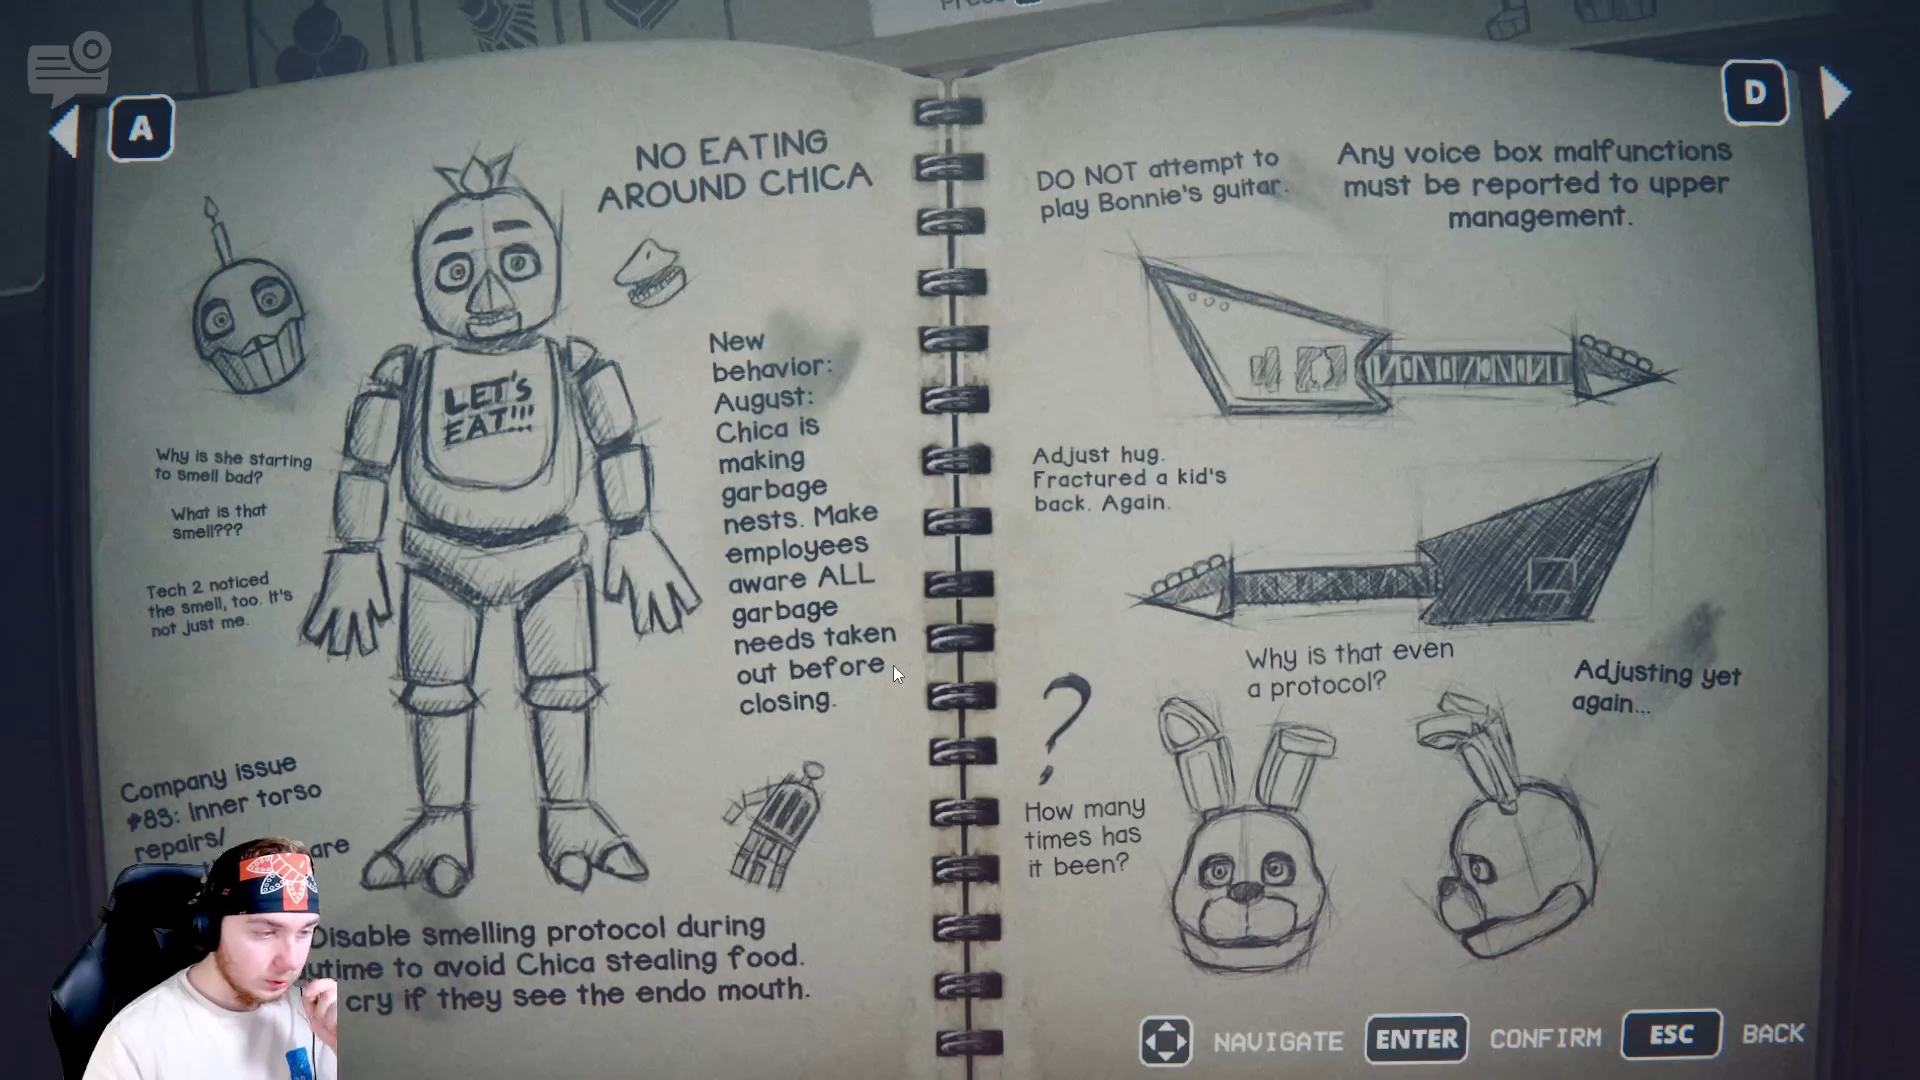 Press
A
D
NO EATING
AROUND CHICA
LET'S
EAT!!!
New
behavior:
August:
Chica is
making
garbage
nests. Make
employees
aware ALL
garbage
needs taken
out before
closing.
Why is she starting
to smell bad?
What is that
smell???
Tech 2 noticed
the smell, too. It's
not just me.
Company issue
#83: Inner torso
repairs/
are
Disable smelling protocol during
time to avoid Chica stealing food.
cry if they see the endo mouth.
DO NOT attempt to
play Bonnie's guitar.
Any voice box malfunctions
must be reported to upper
management.
Adjust hug.
Fractured a kid's
back. Again.
Why is that even
a protocol?
Adjusting yet
again...
?
How many
times has
it been?
NAVIGATE ENTER CONFIRM ESC BACK